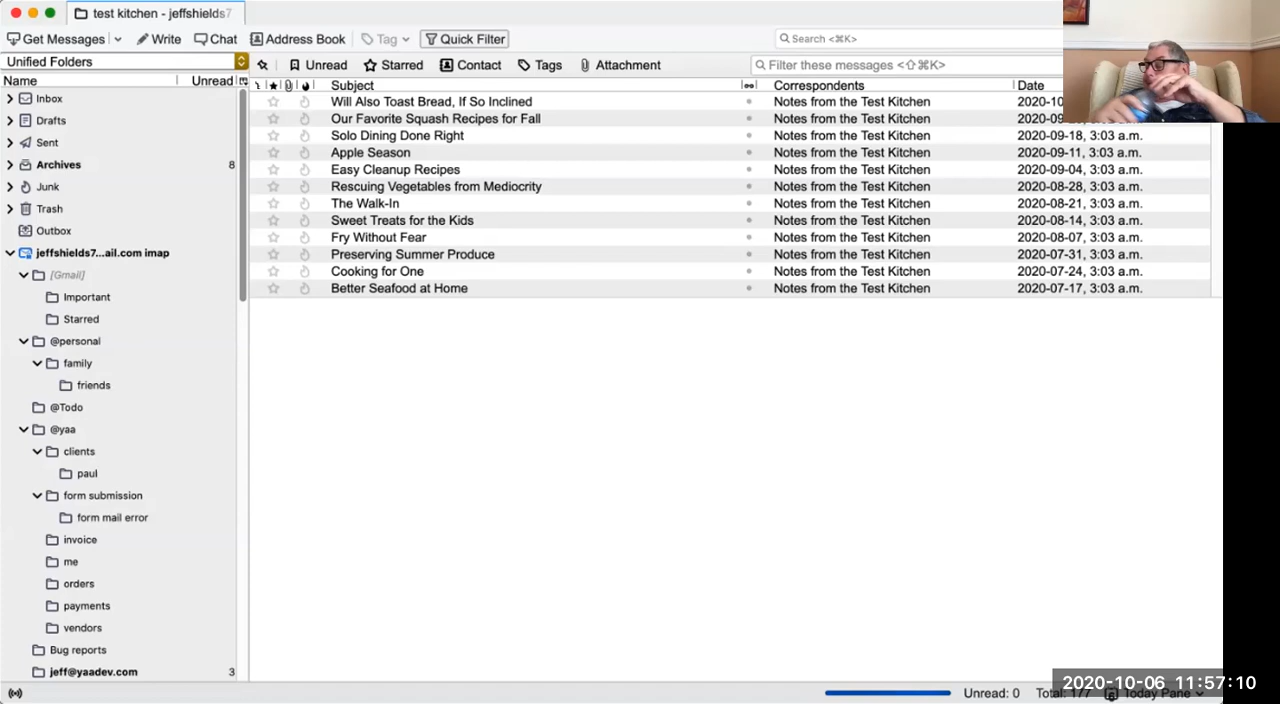 test kitchen - jeffshields7
Get Messages Write Chat Address Book Tag Quick Filter Search <⌘K>
Unified Folders
Unread Starred Contact Tags Attachment Filter these messages <⇧⌘K>
Name Unread
Subject Correspondents Date
Inbox
Drafts
Sent
Archives 8
Junk
Trash
Outbox
jeffshields7...ail.com imap
[Gmail]
Important
Starred
@personal
family
friends
@Todo
@yaa
clients
paul
form submission
form mail error
invoice
me
orders
payments
vendors
Bug reports
jeff@yaadev.com 3
Will Also Toast Bread, If So Inclined Notes from the Test Kitchen 2020-10
Our Favorite Squash Recipes for Fall Notes from the Test Kitchen
Solo Dining Done Right Notes from the Test Kitchen 2020-09-18, 3:03 a.m.
Apple Season Notes from the Test Kitchen 2020-09-11, 3:03 a.m.
Easy Cleanup Recipes Notes from the Test Kitchen 2020-09-04, 3:03 a.m.
Rescuing Vegetables from Mediocrity Notes from the Test Kitchen 2020-08-28, 3:03 a.m.
The Walk-In Notes from the Test Kitchen 2020-08-21, 3:03 a.m.
Sweet Treats for the Kids Notes from the Test Kitchen 2020-08-14, 3:03 a.m.
Fry Without Fear Notes from the Test Kitchen 2020-08-07, 3:03 a.m.
Preserving Summer Produce Notes from the Test Kitchen 2020-07-31, 3:03 a.m.
Cooking for One Notes from the Test Kitchen 2020-07-24, 3:03 a.m.
Better Seafood at Home Notes from the Test Kitchen 2020-07-17, 3:03 a.m.
Unread: 0 Total: 177 Today Pane
2020-10-06 11:57:10